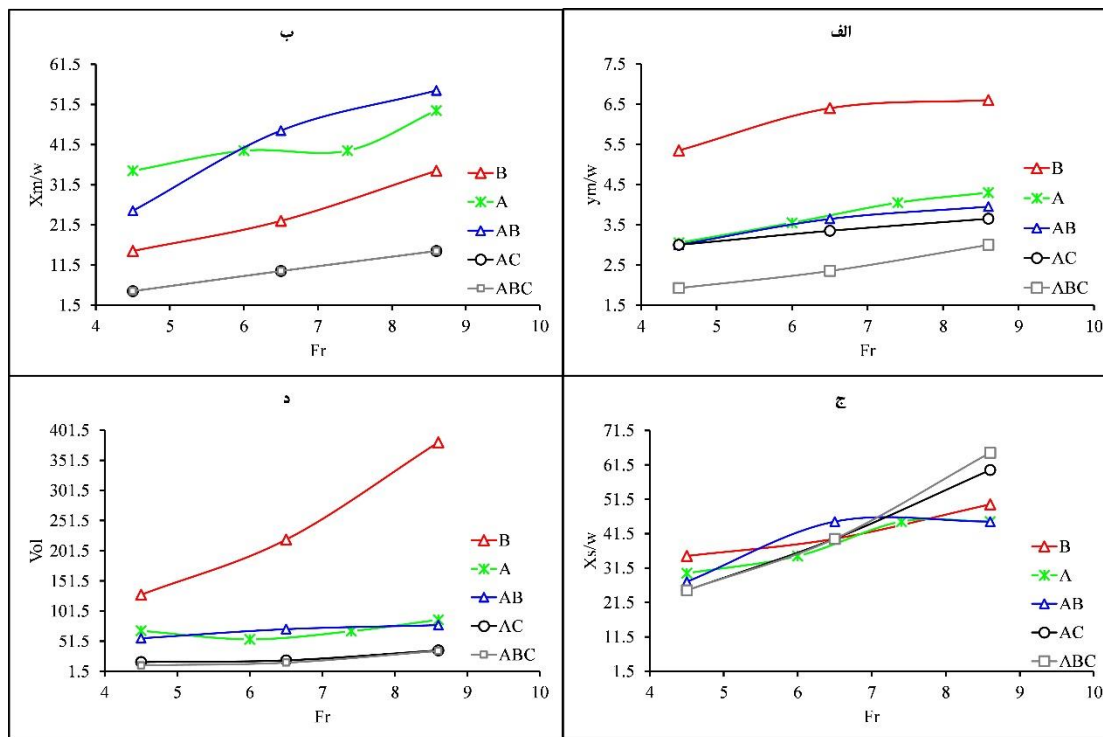 الف
ym/w
7.5
6.5
5.5
4.5
3.5
2.5
1.5
4 5 6 7 8 9 10
Fr
B
A
AB
AC
ABC
ب
Xm/w
61.5
51.5
41.5
31.5
21.5
11.5
1.5
4 5 6 7 8 9 10
Fr
B
A
AB
AC
ABC
ج
Xs/w
71.5
61.5
51.5
41.5
31.5
21.5
11.5
1.5
4 5 6 7 8 9 10
Fr
B
A
AB
AC
ABC
د
Vol
401.5
351.5
301.5
251.5
201.5
151.5
101.5
51.5
1.5
4 5 6 7 8 9 10
Fr
B
A
AB
AC
ABC